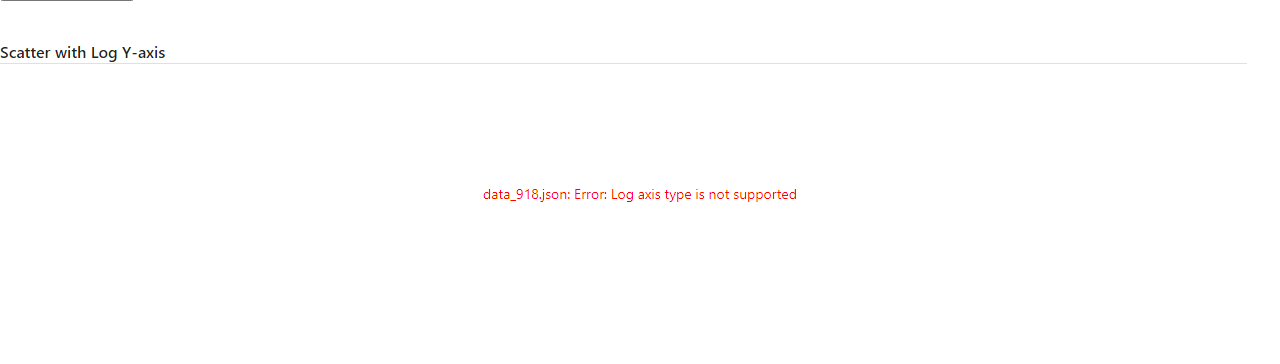 Scatter with Log Y-axis
data_918.json: Error: Log axis type is not supported